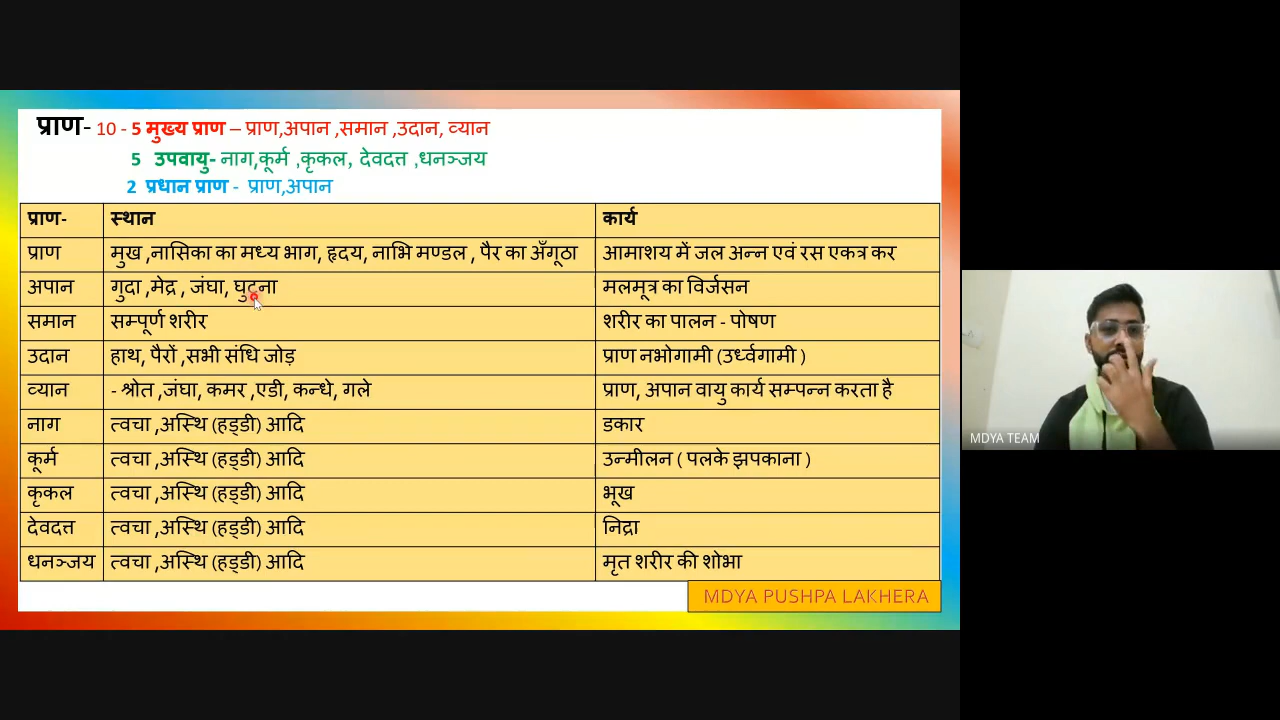 प्राण- 10 - 5 मुख्य प्राण – प्राण,अपान ,समान ,उदान, व्यान
5 उपवायु- नाग,कूर्म ,कृकल, देवदत्त ,धनञ्जय
2 प्रधान प्राण - प्राण,अपान
प्राण- स्थान कार्य
प्राण मुख ,नासिका का मध्य भाग, हृदय, नाभि मण्डल , पैर का अँगूठा आमाशय में जल अन्न एवं रस एकत्र कर
अपान गुदा ,मेद्र , जंघा, घुटना मलमूत्र का विर्जसन
समान सम्पूर्ण शरीर शरीर का पालन - पोषण
उदान हाथ, पैरों ,सभी संधि जोड़ प्राण नभोगामी (उर्ध्वगामी )
व्यान - श्रोत ,जंघा, कमर ,एडी, कन्धे, गले प्राण, अपान वायु कार्य सम्पन्न करता है
नाग त्वचा ,अस्थि (हड्डी) आदि डकार
कूर्म त्वचा ,अस्थि (हड्डी) आदि उन्मीलन ( पलके झपकाना )
कृकल त्वचा ,अस्थि (हड्डी) आदि भूख
देवदत्त त्वचा ,अस्थि (हड्डी) आदि निद्रा
धनञ्जय त्वचा ,अस्थि (हड्डी) आदि मृत शरीर की शोभा
MDYA PUSHPA LAKHERA
MDYA TEAM